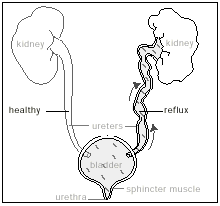 kidney
kidney
healthy
reflux
ureters
bladder
sphincter muscle
urethra